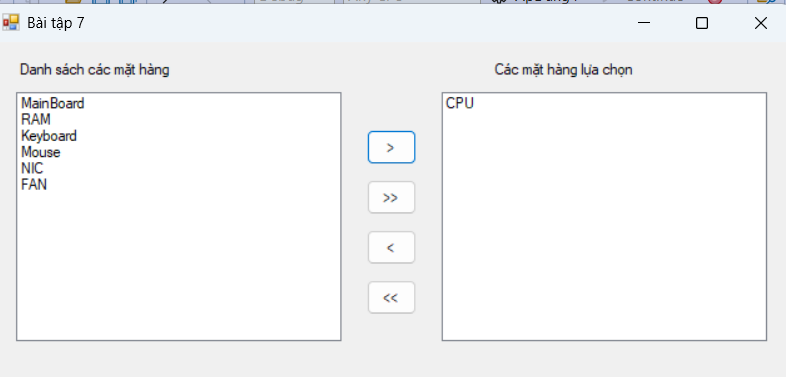 Bài tập 7
Danh sách các mặt hàng
Các mặt hàng lựa chọn
MainBoard
RAM
Keyboard
Mouse
NIC
FAN
>
>>
<
<<
CPU